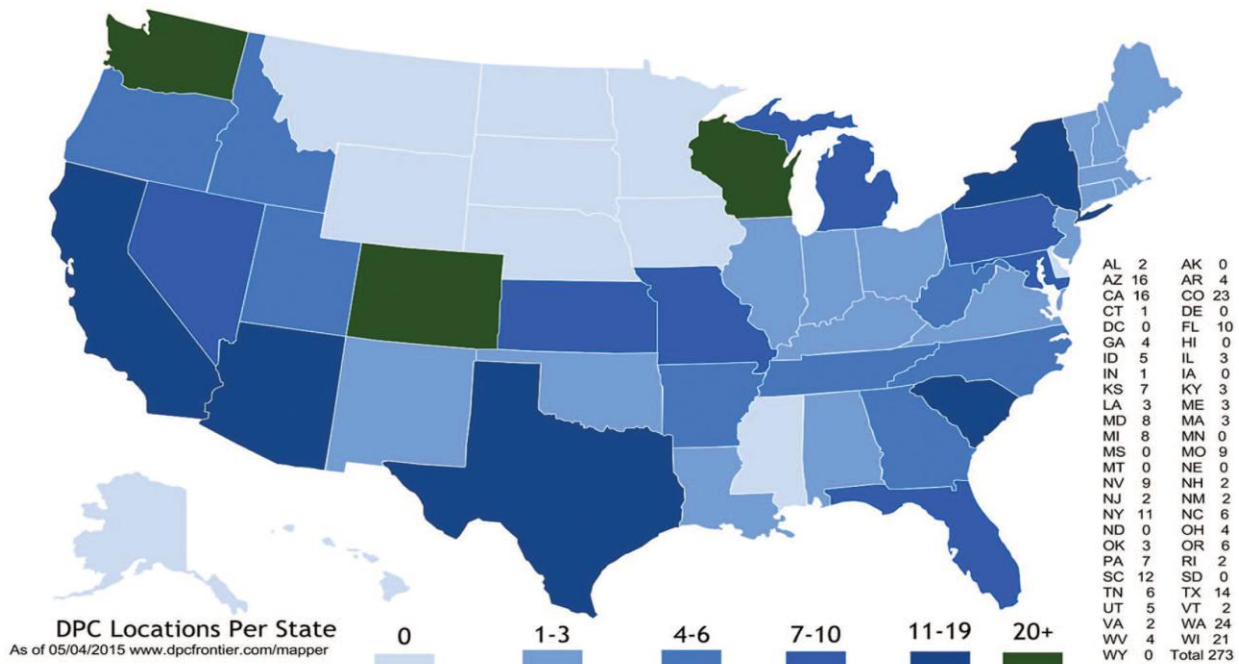 AL 2 AK 0
AZ 16 AR 4
CA 16 CO 23
CT 1 DE 0
DC 0 FL 10
GA 4 HI 0
ID 5 IL 3
IN 1 IA 0
KS 7 KY 3
LA 3 ME 3
MD 8 MA 3
MI 8 MN 0
MS 0 MO 9
MT 0 NE 0
NV 9 NH 2
NJ 2 NM 2
NY 11 NC 6
ND 0 OH 4
OK 3 OR 6
PA 7 RI 2
SC 12 SD 0
TN 6 TX 14
UT 5 VT 2
VA 2 WA 24
WV 4 WI 21
WY 0 Total 273
DPC Locations Per State
As of 05/04/2015 www.dpcfrontier.com/mapper
0 1-3 4-6 7-10 11-19 20+